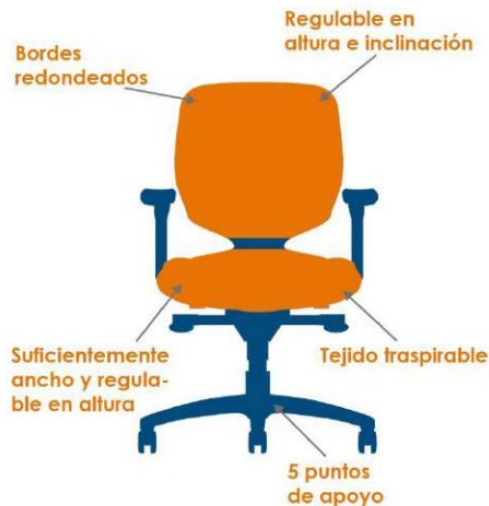 Bordes
redondeados
Regulable en
altura e inclinación
Suficientemente
ancho y regula-
ble en altura
Tejido traspirable
5 puntos
de apoyo